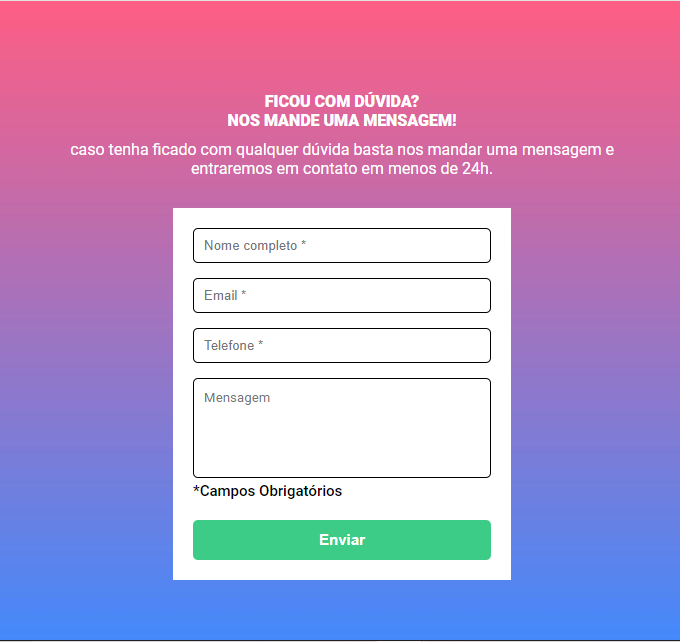 FICOU COM DÚVIDA?
NOS MANDE UMA MENSAGEM!
caso tenha ficado com qualquer dúvida basta nos mandar uma mensagem e
entraremos em contato em menos de 24h.
Nome completo *
Email *
Telefone *
Mensagem
*Campos Obrigatórios
Enviar